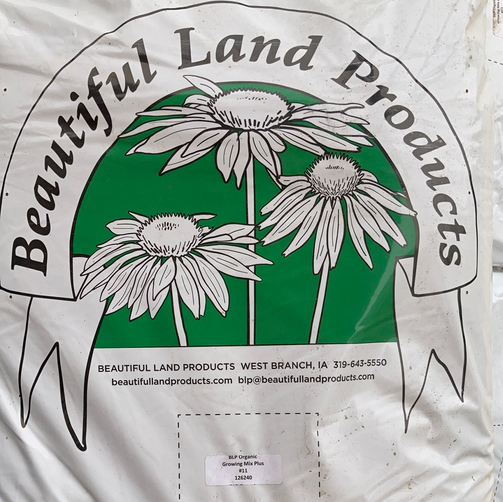 Beautiful Land Products
BEAUTIFUL LAND PRODUCTS WEST BRANCH, IA 319-643-5550
beautifullandproducts.com blp@beautifullandproducts.com
BLP Organic
Growing Mix Plus
#11
126240